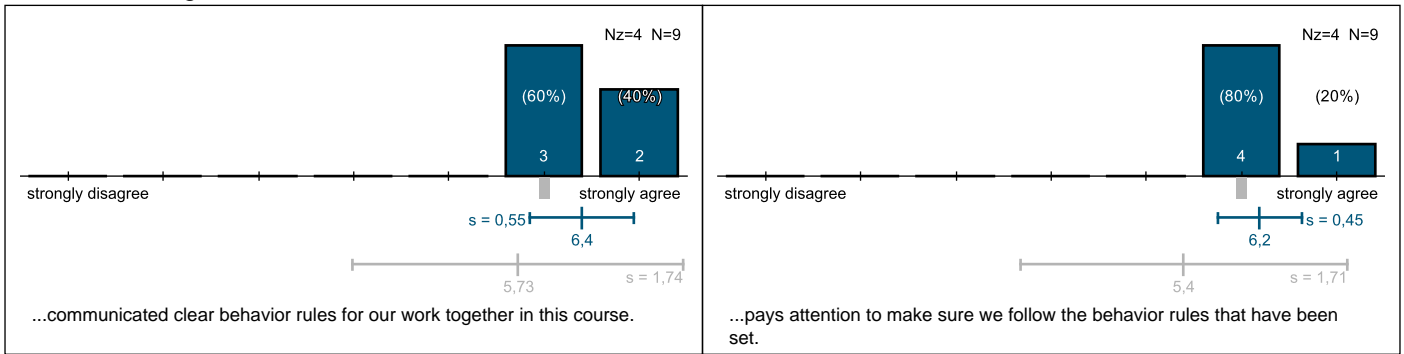 Nz=4 N=9
(60%)
(40%)
3
2
strongly disagree
strongly agree
s = 0,55
6,4
s = 1,74
5,73
...communicated clear behavior rules for our work together in this course.
Nz=4 N=9
(80%)
(20%)
4
1
strongly disagree
strongly agree
s = 0,45
6,2
s = 1,71
5,4
...pays attention to make sure we follow the behavior rules that have been
set.